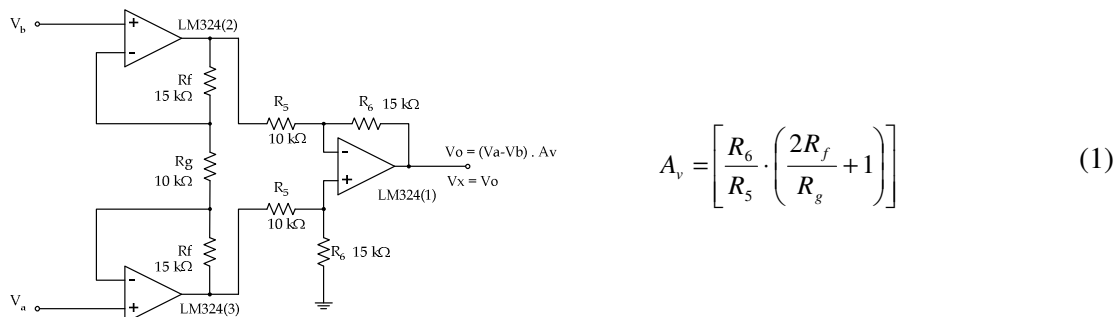 V_b
+
-
LM324(2)
Rf
15 kΩ
R_5
10 kΩ
R_6 15 kΩ
Rg
10 kΩ
-
+
LM324(1)
Vo = (Va-Vb) . Av
Vx = Vo
R_5
10 kΩ
R_6 15 kΩ
Rf
15 kΩ
-
+
V_a
LM324(3)
A_v = [R_6/R_5 · (2R_f/R_g + 1)] (1)